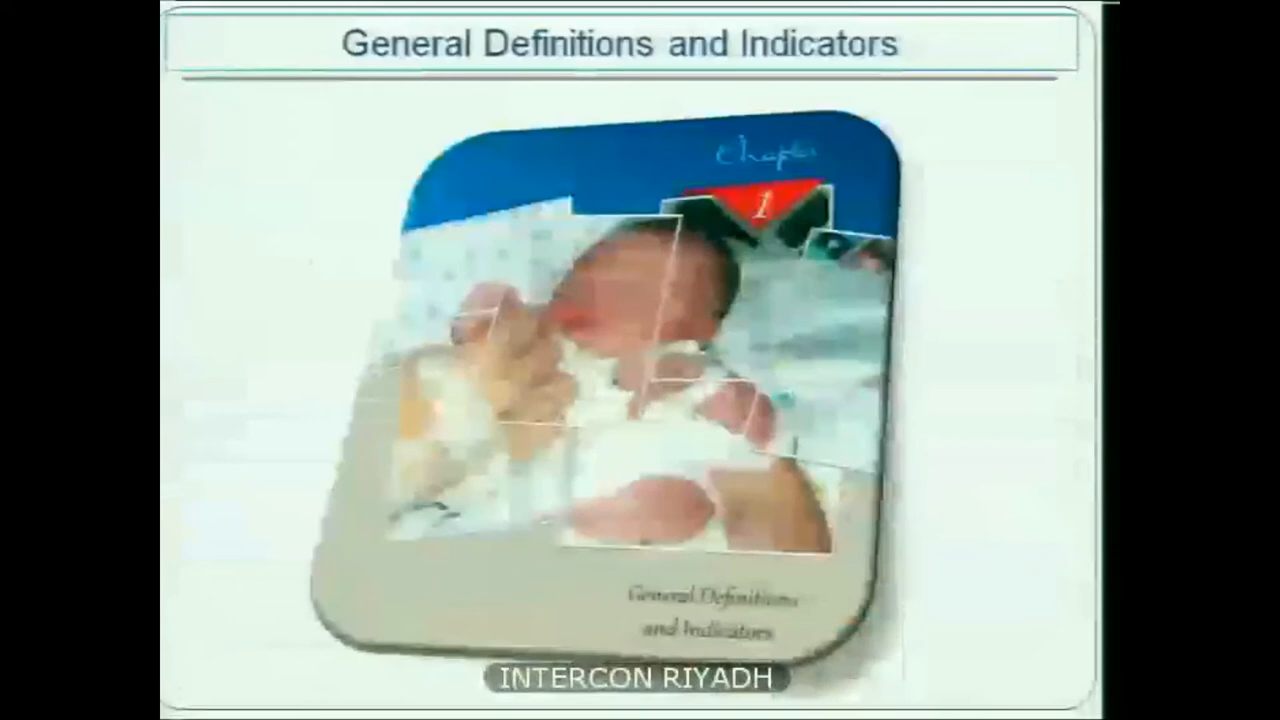 General Definitions and Indicators
Chapter
1
General Definitions
and Indicators
INTERCON RIYADH